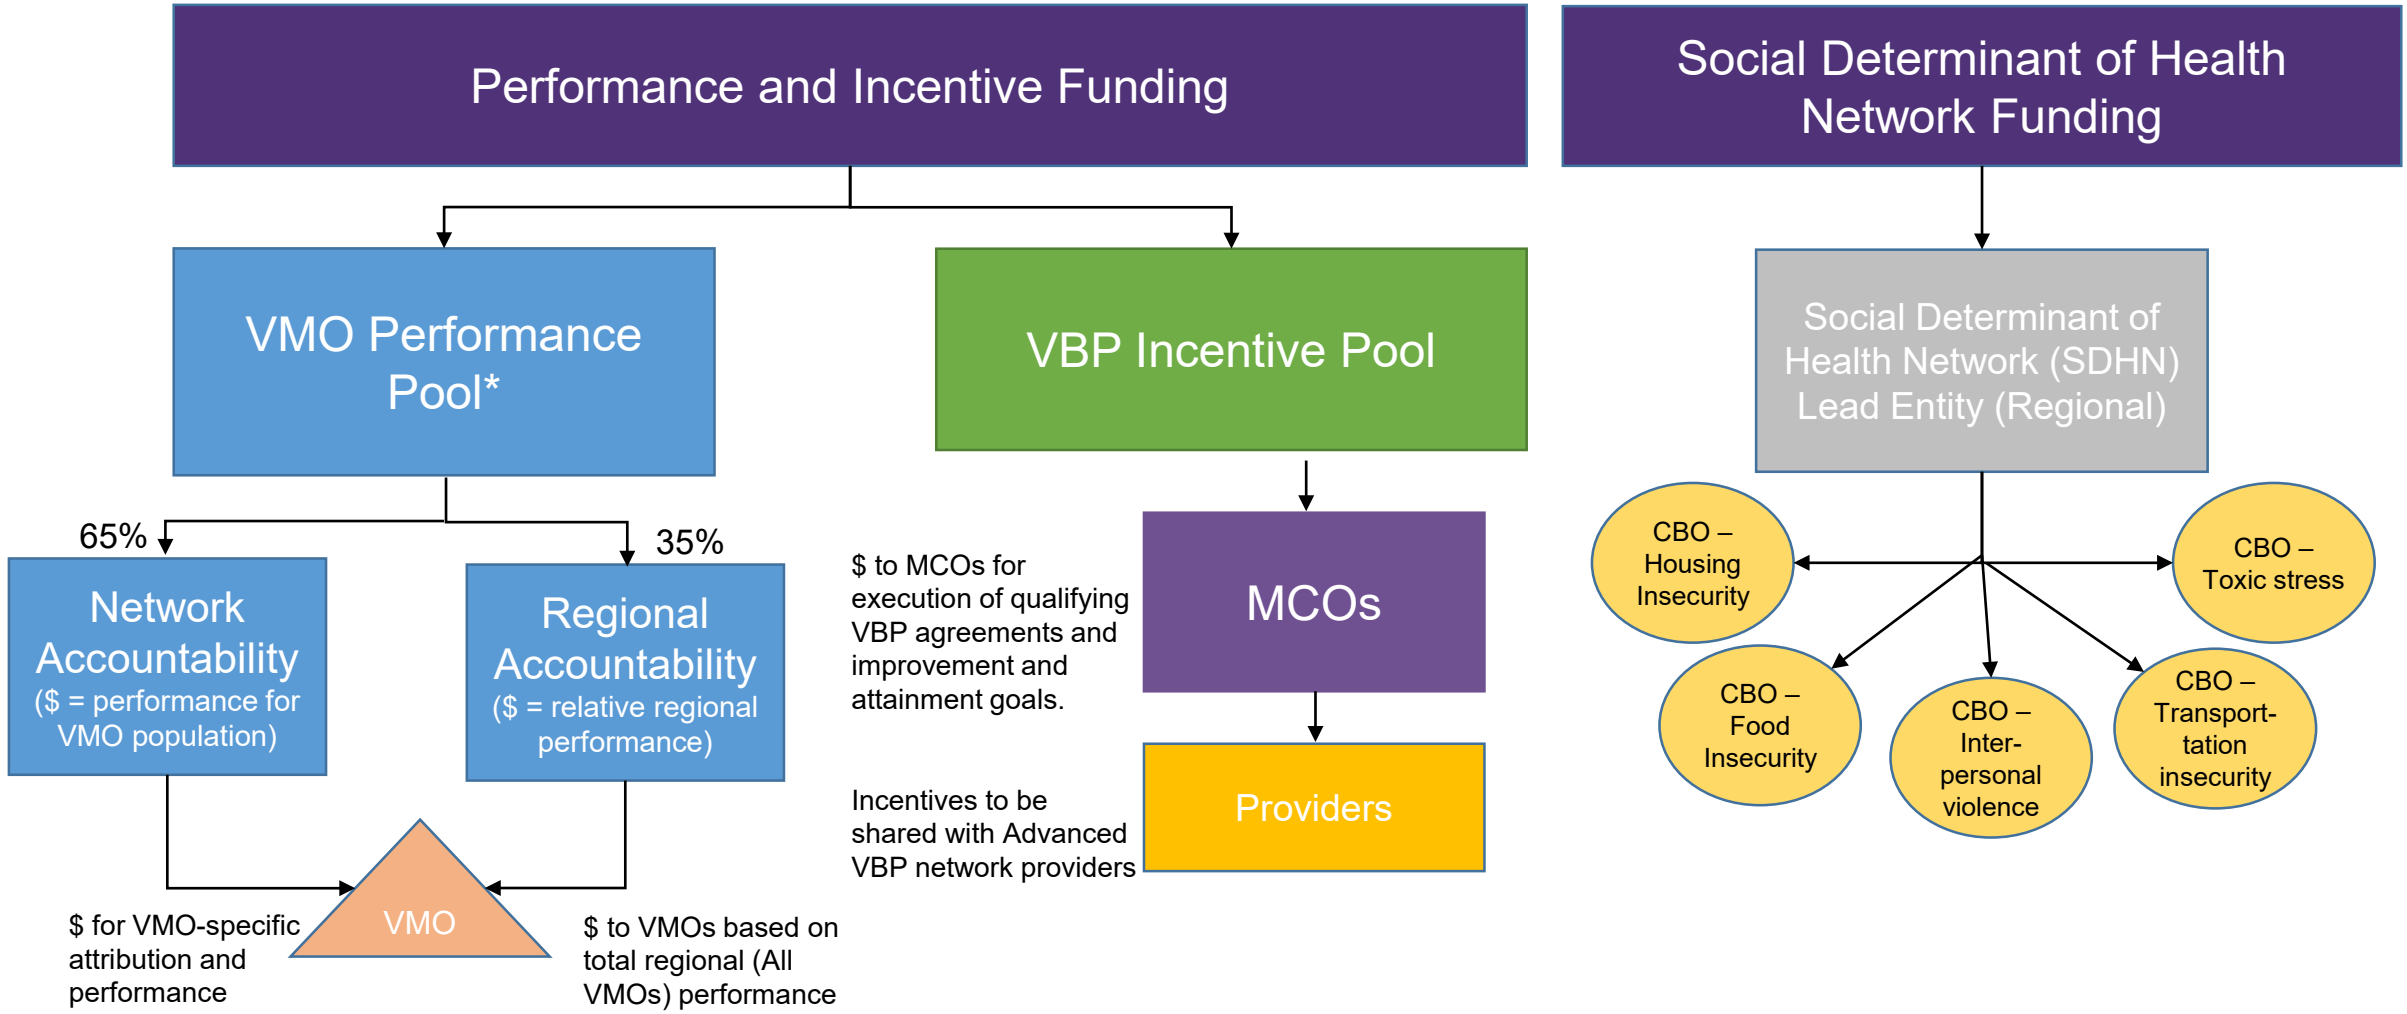 Performance and Incentive Funding
Social Determinant of Health
Network Funding
VMO Performance
Pool*
VBP Incentive Pool
Social Determinant of
Health Network (SDHN)
Lead Entity (Regional)
65%
35%
Network
Accountability
($ = performance for
VMO population)
Regional
Accountability
($ = relative regional
performance)
$ to MCOs for
execution of qualifying
VBP agreements and
improvement and
attainment goals.
MCOs
Incentives to be
shared with Advanced
VBP network providers
Providers
$ for VMO-specific
attribution and
performance
VMO
$ to VMOs based on
total regional (All
VMOs) performance
CBO –
Housing
Insecurity
CBO –
Toxic stress
CBO –
Food
Insecurity
CBO –
Inter-
personal
violence
CBO –
Transport-
tation
insecurity